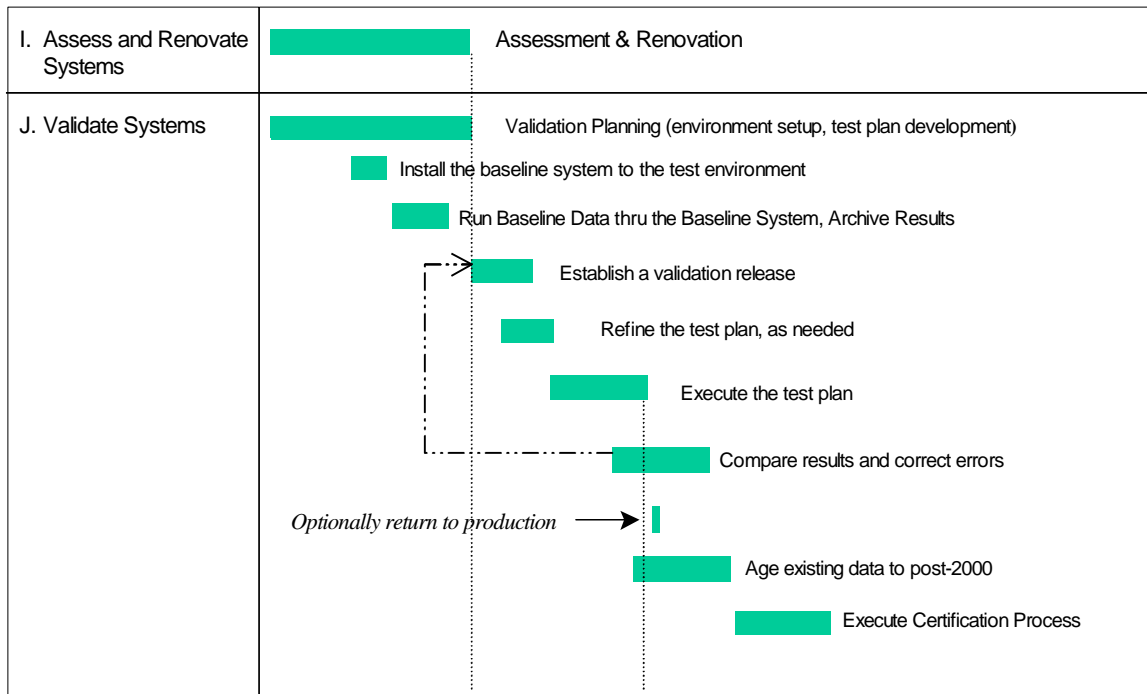 I. Assess and Renovate
Systems
Assessment & Renovation
J. Validate Systems
Validation Planning (environment setup, test plan development)
Install the baseline system to the test environment
Run Baseline Data thru the Baseline System, Archive Results
Establish a validation release
Refine the test plan, as needed
Execute the test plan
Compare results and correct errors
Optionally return to production
Age existing data to post-2000
Execute Certification Process